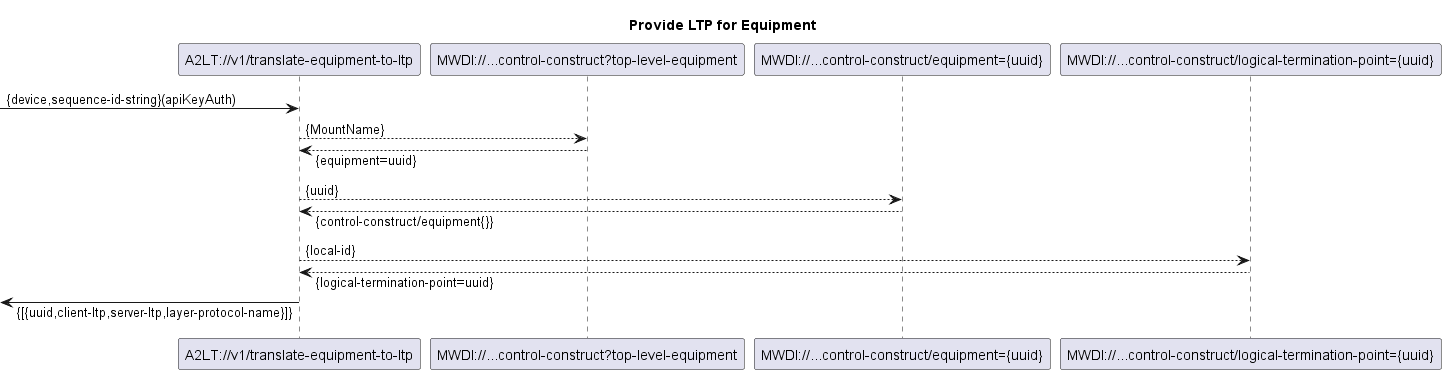 Provide LTP for Equipment
A2LT://v1/translate-equipment-to-ltp
MWDI://...control-construct?top-level-equipment
MWDI://...control-construct/equipment={uuid}
MWDI://...control-construct/logical-termination-point={uuid}
{device,sequence-id-string}(apiKeyAuth)
{MountName}
{equipment=uuid}
{uuid}
{control-construct/equipment{}}
{local-id}
{logical-termination-point=uuid}
{[{uuid,client-ltp,server-ltp,layer-protocol-name}]}
A2LT://v1/translate-equipment-to-ltp
MWDI://...control-construct?top-level-equipment
MWDI://...control-construct/equipment={uuid}
MWDI://...control-construct/logical-termination-point={uuid}